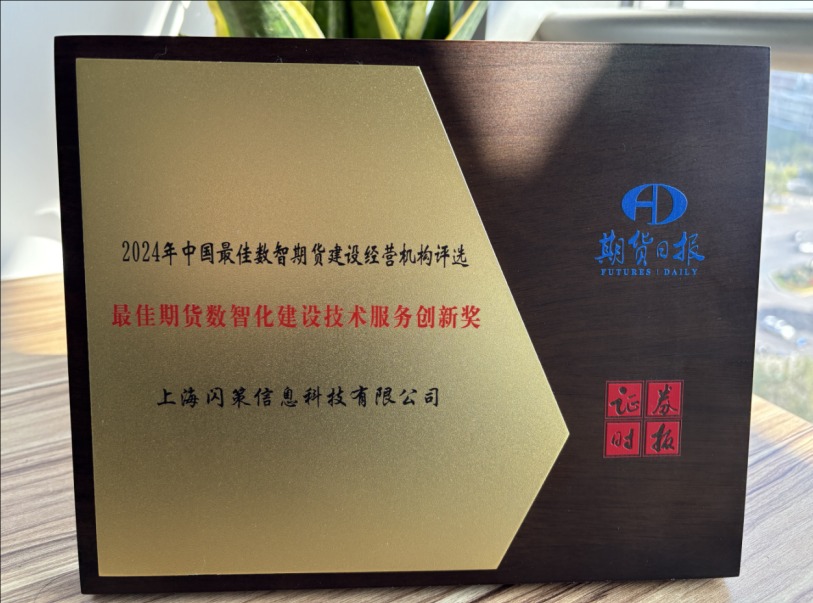 2024年中国最佳数智期货建设经营机构评选
最佳期货数智化建设技术服务创新奖
上海闪策信息科技有限公司
期货日报
FUTURES DAILY
证券
时报